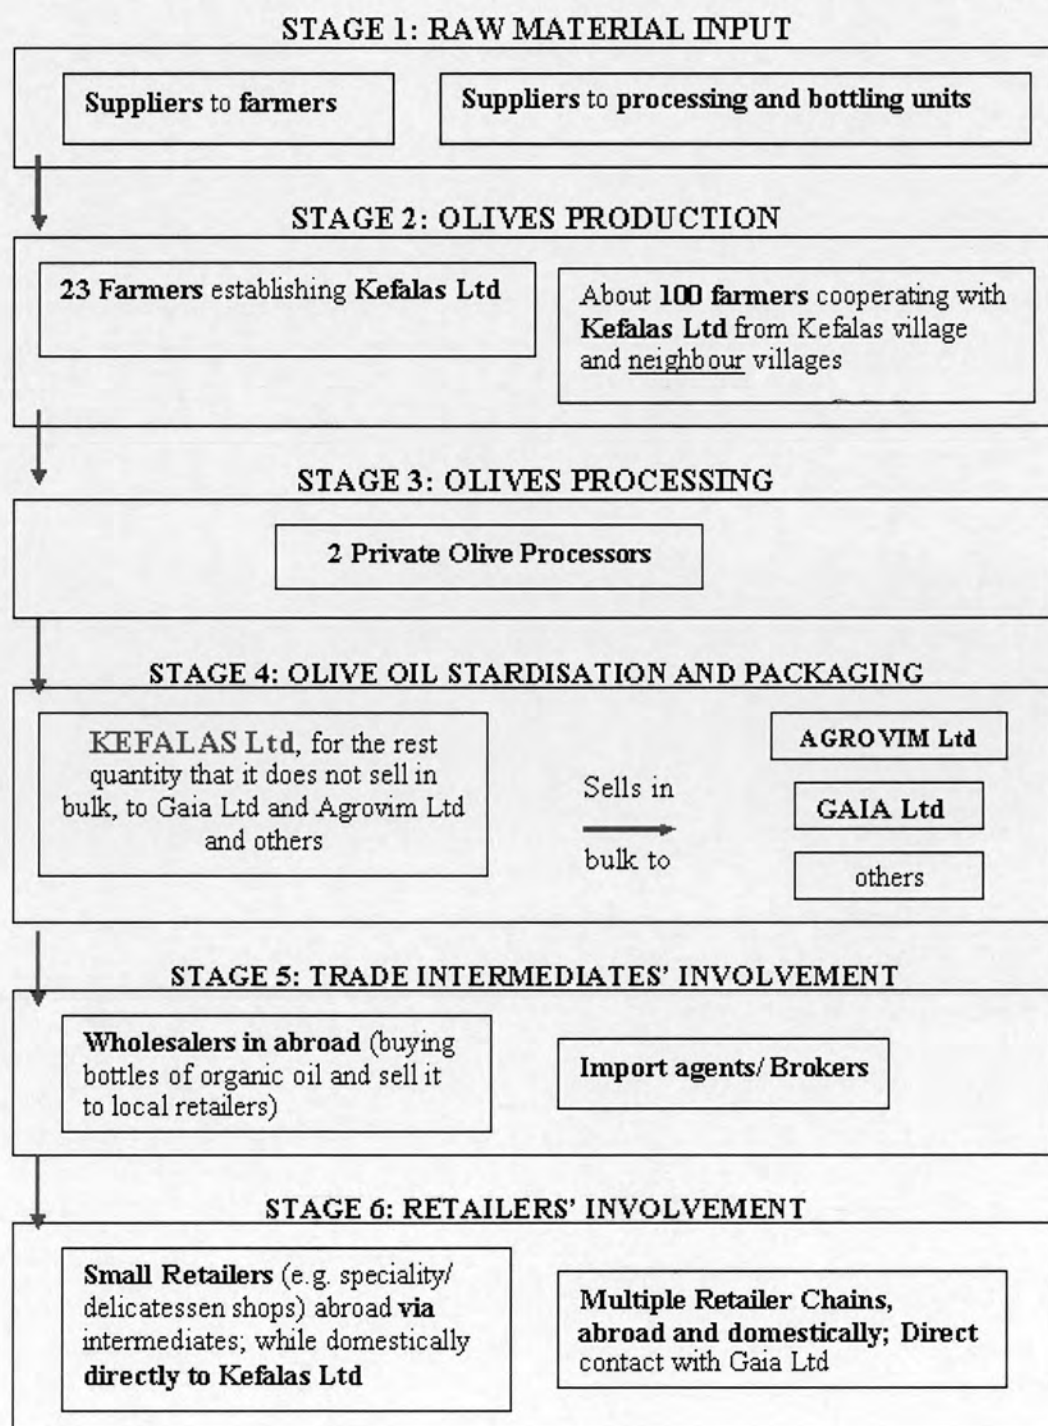 STAGE 1: RAW MATERIAL INPUT
Suppliers to farmers
Suppliers to processing and bottling units
STAGE 2: OLIVES PRODUCTION
23 Farmers establishing Kefalas Ltd
About 100 farmers cooperating with
Kefalas Ltd from Kefalas village
and neighbour villages
STAGE 3: OLIVES PROCESSING
2 Private Olive Processors
STAGE 4: OLIVE OIL STARDISATION AND PACKAGING
KEFALAS Ltd, for the rest
quantity that it does not sell in
bulk, to Gaia Ltd and Agrovim Ltd
and others
Sells in
bulk to
AGROVIM Ltd
GAIA Ltd
others
STAGE 5: TRADE INTERMEDIATES' INVOLVEMENT
Wholesalers in abroad (buying
bottles of organic oil and sell it
to local retailers)
Import agents/ Brokers
STAGE 6: RETAILERS' INVOLVEMENT
Small Retailers (e.g. speciality/
delicatessen shops) abroad via
intermediates; while domestically
directly to Kefalas Ltd
Multiple Retailer Chains,
abroad and domestically; Direct
contact with Gaia Ltd